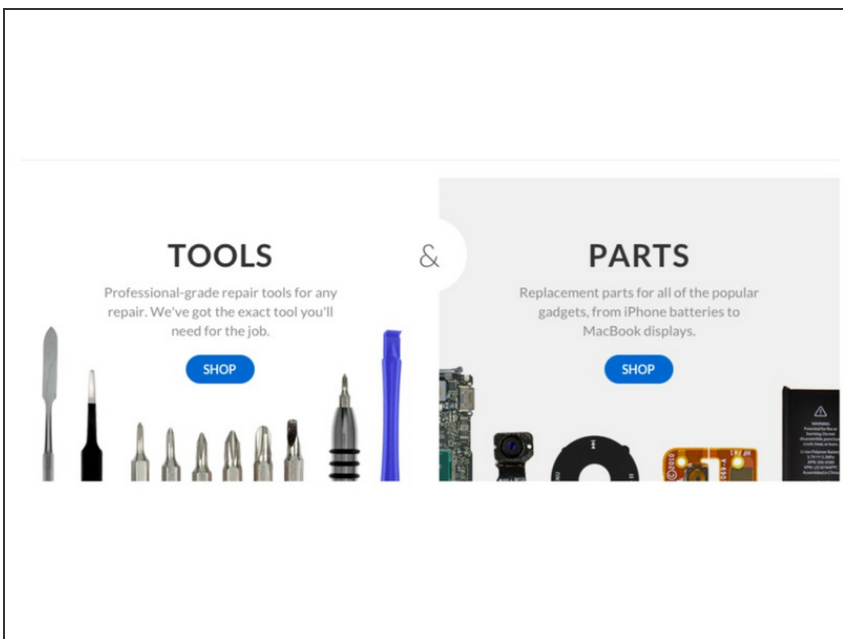 TOOLS
Professional-grade repair tools for any
repair. We've got the exact tool you'll
need for the job.
SHOP
&
PARTS
Replacement parts for all of the popular
gadgets, from iPhone batteries to
MacBook displays.
SHOP
WARNING